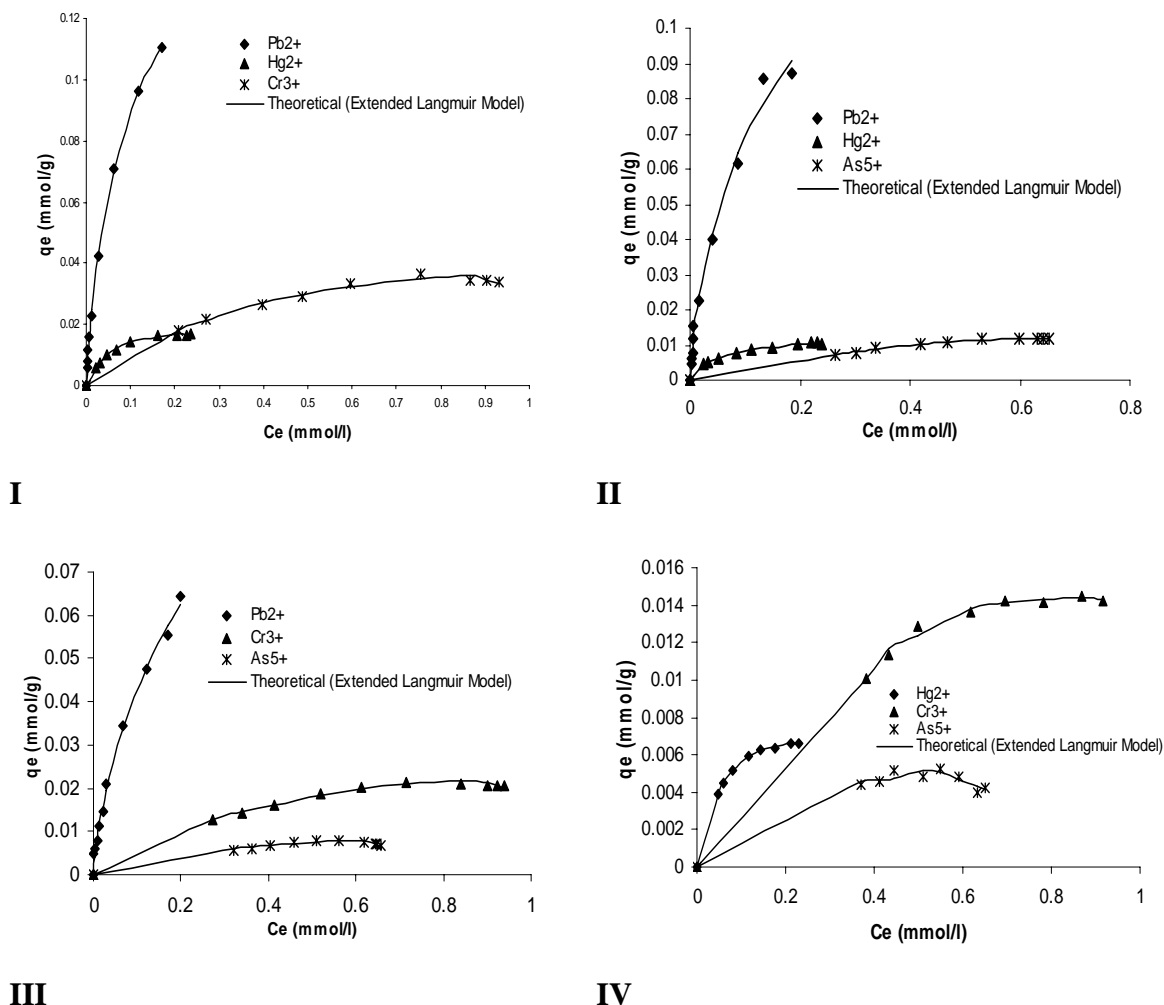 0.12
0.1
0.08
0.06
0.04
0.02
0
qe (mmol/g)
Pb2+
Hg2+
Cr3+
Theoretical (Extended Langmuir Model)
0 0.1 0.2 0.3 0.4 0.5 0.6 0.7 0.8 0.9 1
Ce (mmol/l)
I
0.1
0.09
0.08
0.07
0.06
0.05
0.04
0.03
0.02
0.01
0
qe (mmol/g)
Pb2+
Hg2+
As5+
Theoretical (Extended Langmuir Model)
0 0.2 0.4 0.6 0.8
Ce (mmol/l)
II
0.07
0.06
0.05
0.04
0.03
0.02
0.01
0
qe (mmol/g)
Pb2+
Cr3+
As5+
Theoretical (Extended Langmuir Model)
0 0.2 0.4 0.6 0.8 1
Ce (mmol/l)
III
0.016
0.014
0.012
0.01
0.008
0.006
0.004
0.002
0
qe (mmol/g)
Hg2+
Cr3+
As5+
Theoretical (Extended Langmuir Model)
0 0.2 0.4 0.6 0.8 1
Ce (mmol/l)
IV